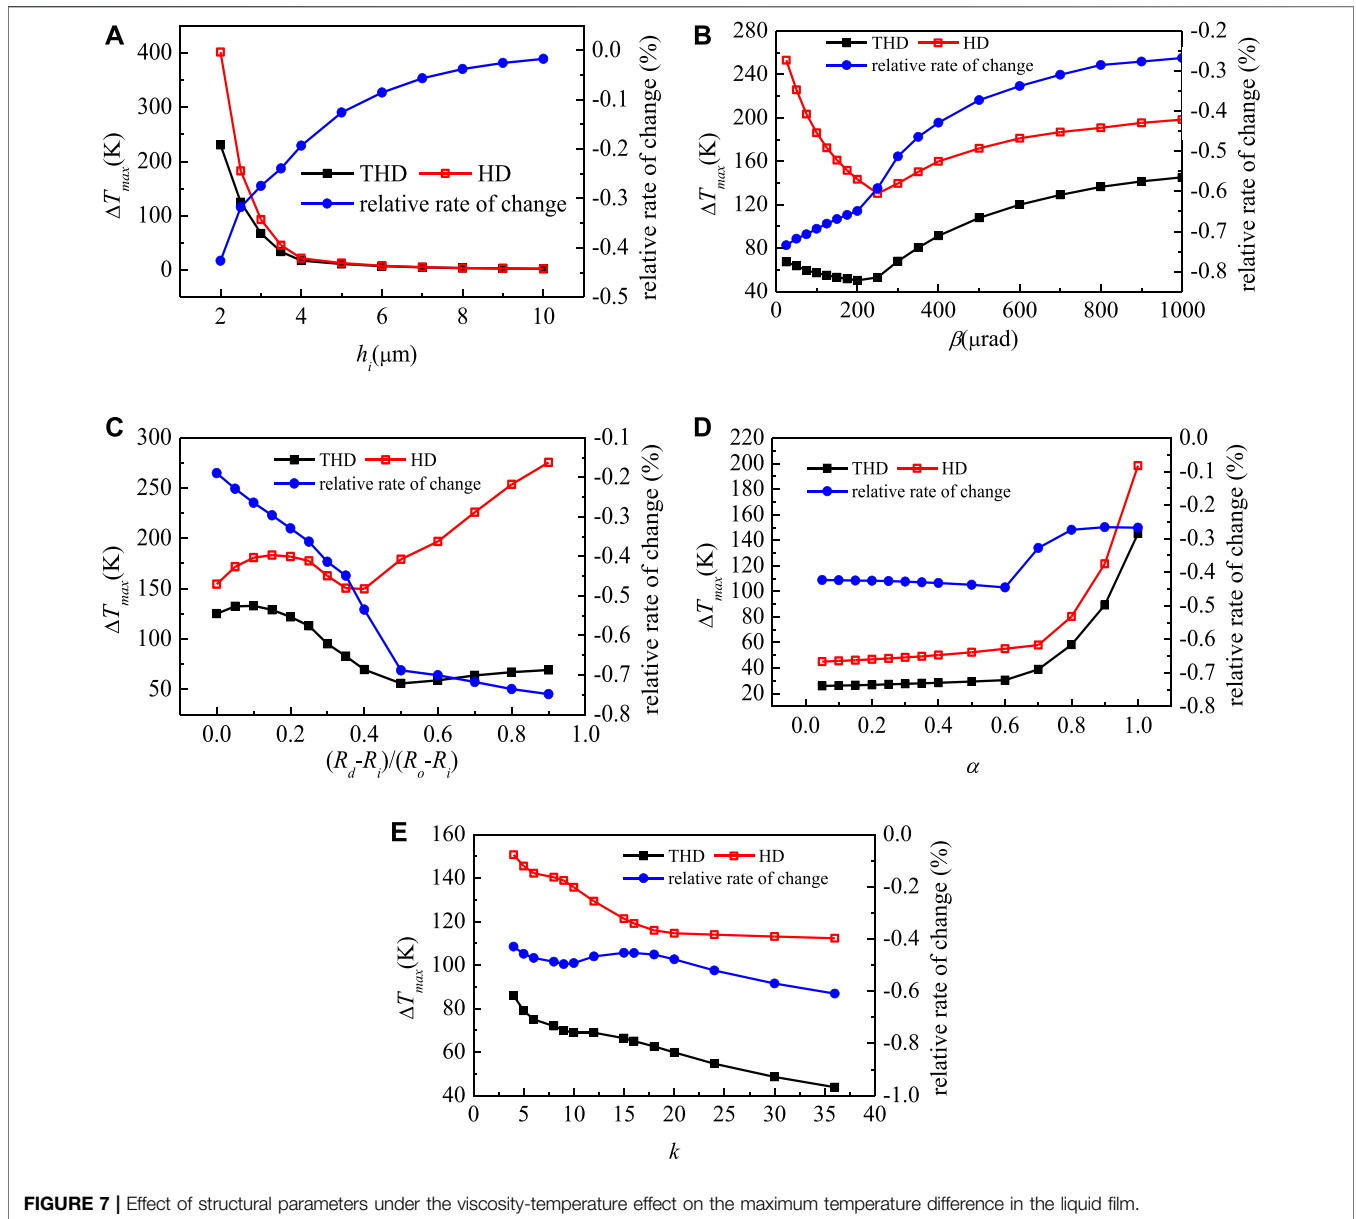 A
400
300
200
100
0
ΔTmax(K)
2
4
6
8
10
hi(μm)
0.0
-0.1
-0.2
-0.3
-0.4
-0.5
relative rate of change (%)
THD
HD
relative rate of change
B
280
240
200
160
120
80
40
ΔTmax(K)
0
200
400
600
800
1000
β(μrad)
-0.2
-0.3
-0.4
-0.5
-0.6
-0.7
-0.8
relative rate of change (%)
THD
HD
relative rate of change
C
300
250
200
150
100
50
ΔTmax(K)
0.0
0.2
0.4
0.6
0.8
1.0
(Rd-Ri)/(Ro-Ri)
-0.1
-0.2
-0.3
-0.4
-0.5
-0.6
-0.7
-0.8
relative rate of change (%)
THD
HD
relative rate of change
D
220
200
180
160
140
120
100
80
60
40
20
ΔTmax(K)
0.0
0.2
0.4
0.6
0.8
1.0
α
0.0
-0.1
-0.2
-0.3
-0.4
-0.5
-0.6
-0.7
-0.8
relative rate of change (%)
THD
HD
relative rate of change
E
160
140
120
100
80
60
40
ΔTmax(K)
0
5
10
15
20
25
30
35
40
k
0.0
-0.2
-0.4
-0.6
-0.8
-1.0
relative rate of change (%)
THD
HD
relative rate of change
FIGURE 7 | Effect of structural parameters under the viscosity-temperature effect on the maximum temperature difference in the liquid film.